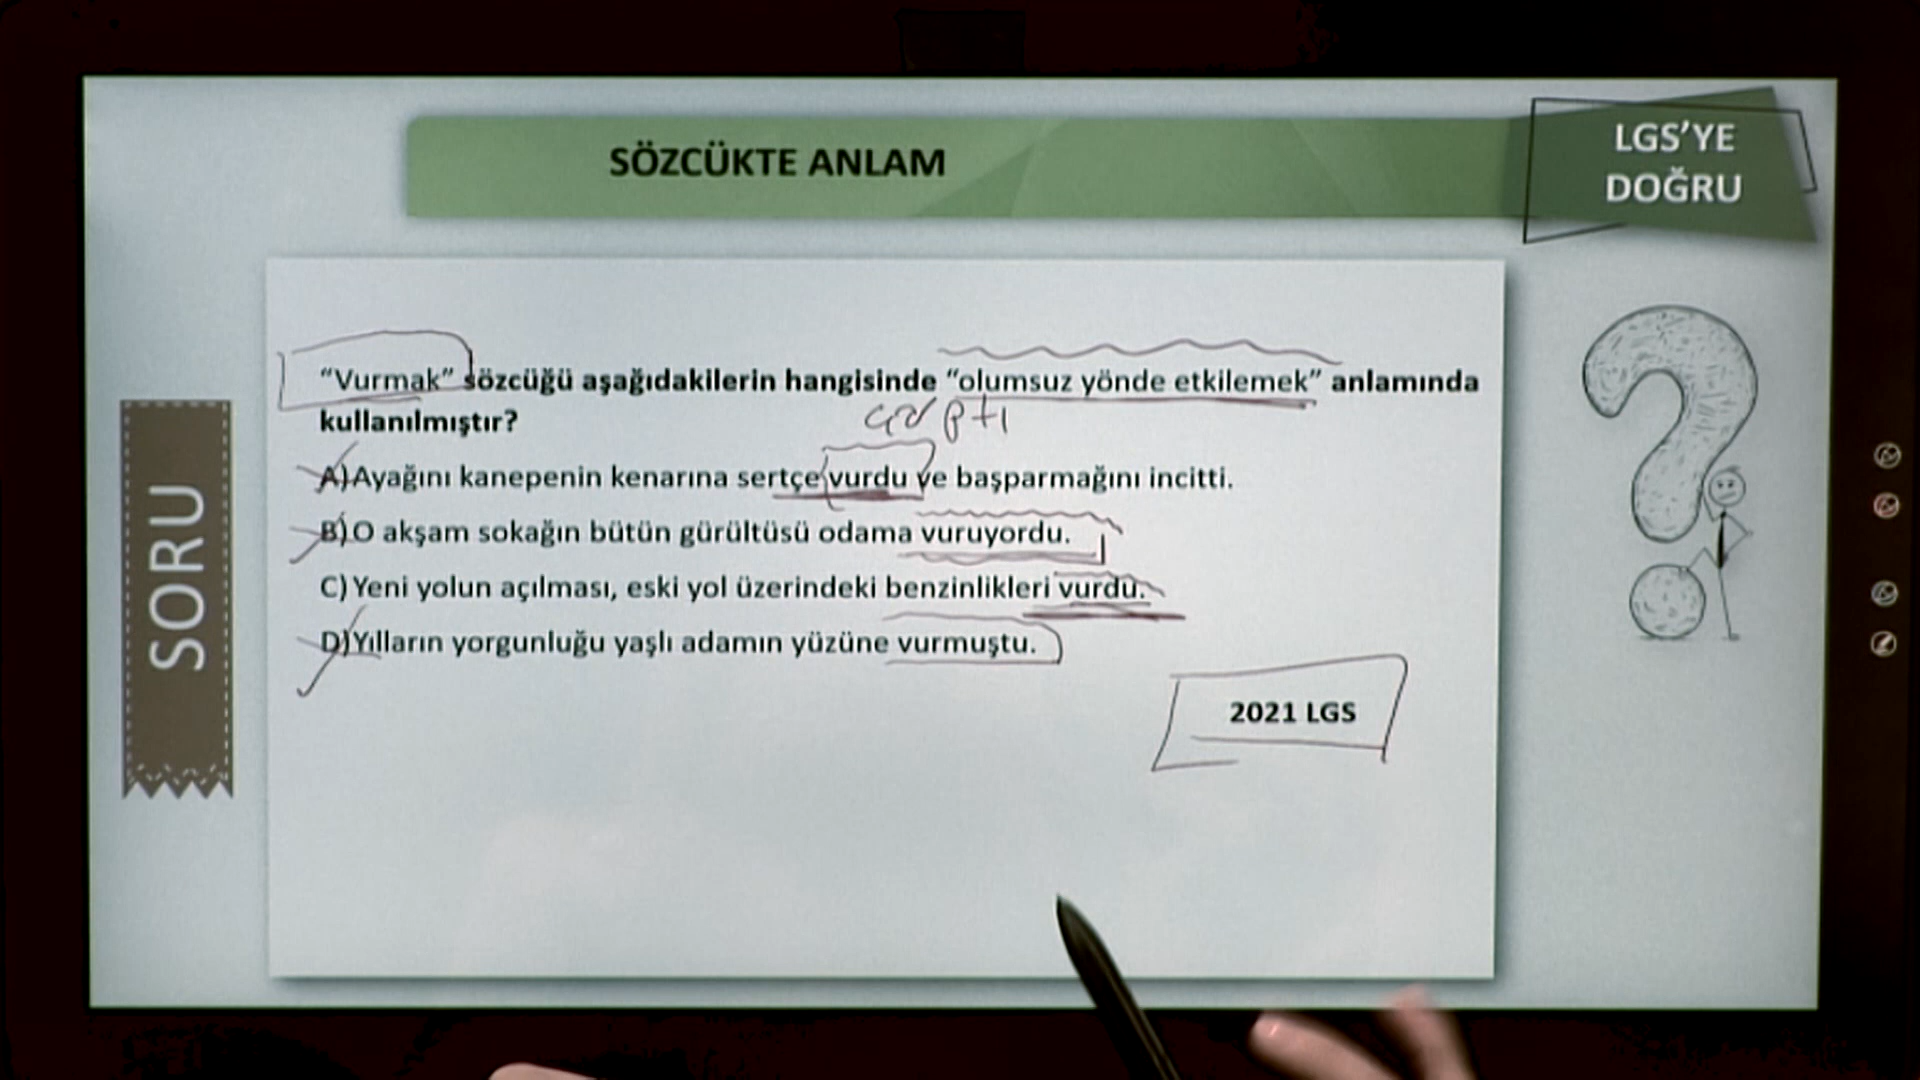 SÖZCÜKTE ANLAM
LGS'YE
DOĞRU
SORU
"Vurmak" sözcüğü aşağıdakilerin hangisinde "olumsuz yönde etkilemek" anlamında
kullanılmıştır?
çarptı
A) Ayağını kanepenin kenarına sertçe vurdu ve başparmağını incitti.
B) O akşam sokağın bütün gürültüsü odama vuruyordu.
C) Yeni yolun açılması, eski yol üzerindeki benzinlikleri vurdu.
D) Yılların yorgunluğu yaşlı adamın yüzüne vurmuştu.
2021 LGS